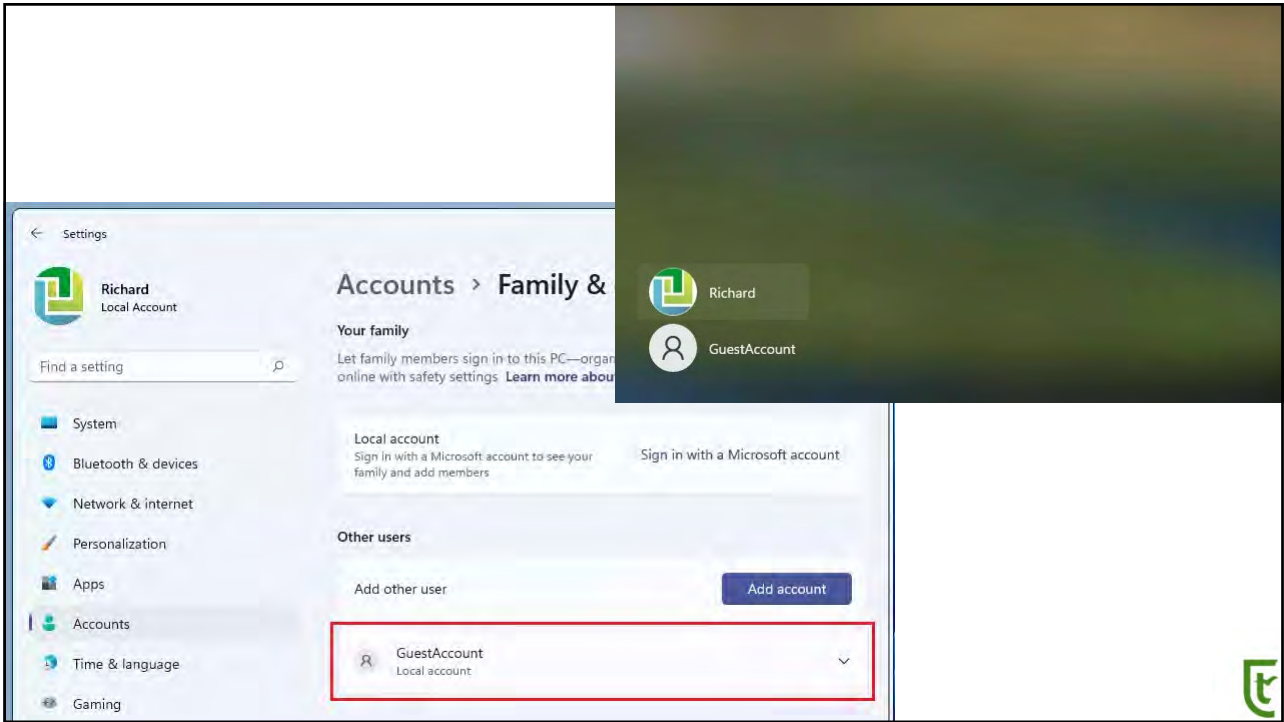 Settings
Richard
Local Account
Find a setting
System
Bluetooth & devices
Network & internet
Personalization
Apps
Accounts
Time & language
Gaming
Accounts > Family &
Your family
Let family members sign in to this PC—organ
online with safety settings Learn more abou
Local account
Sign in with a Microsoft account to see your
family and add members
Sign in with a Microsoft account
Other users
Add other user
Add account
GuestAccount
Local account
Richard
GuestAccount